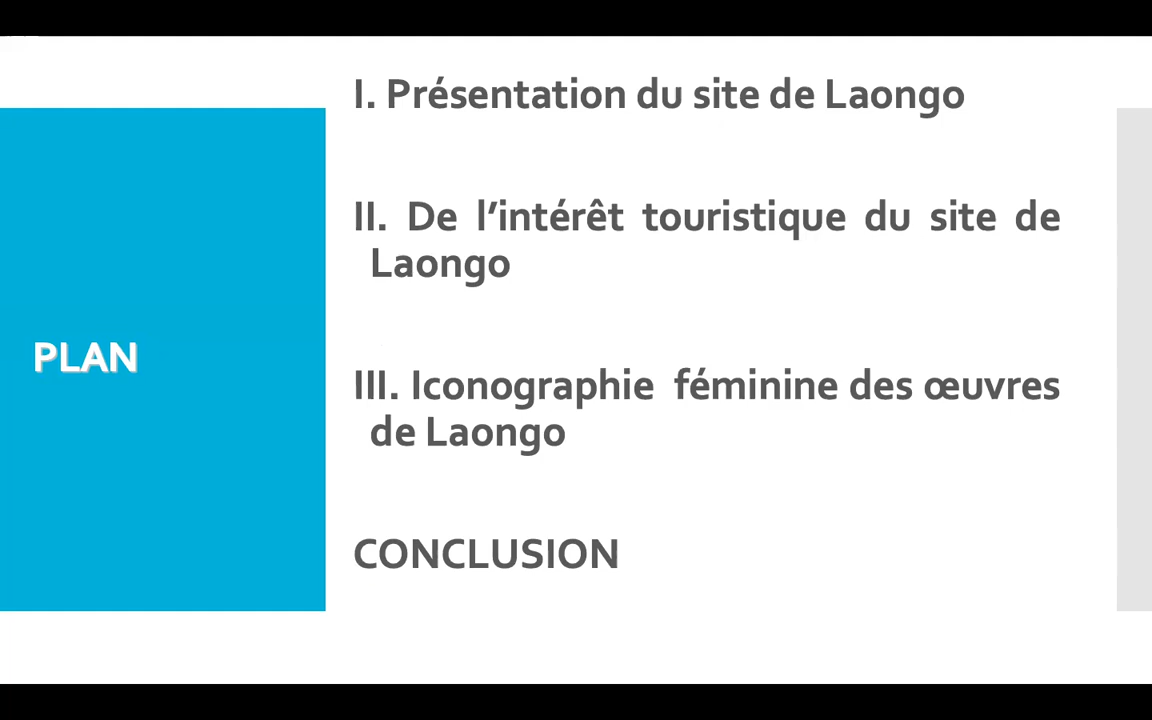 I. Présentation du site de Laongo
II. De l’intérêt touristique du site de
Laongo
PLAN
III. Iconographie féminine des œuvres
de Laongo
CONCLUSION